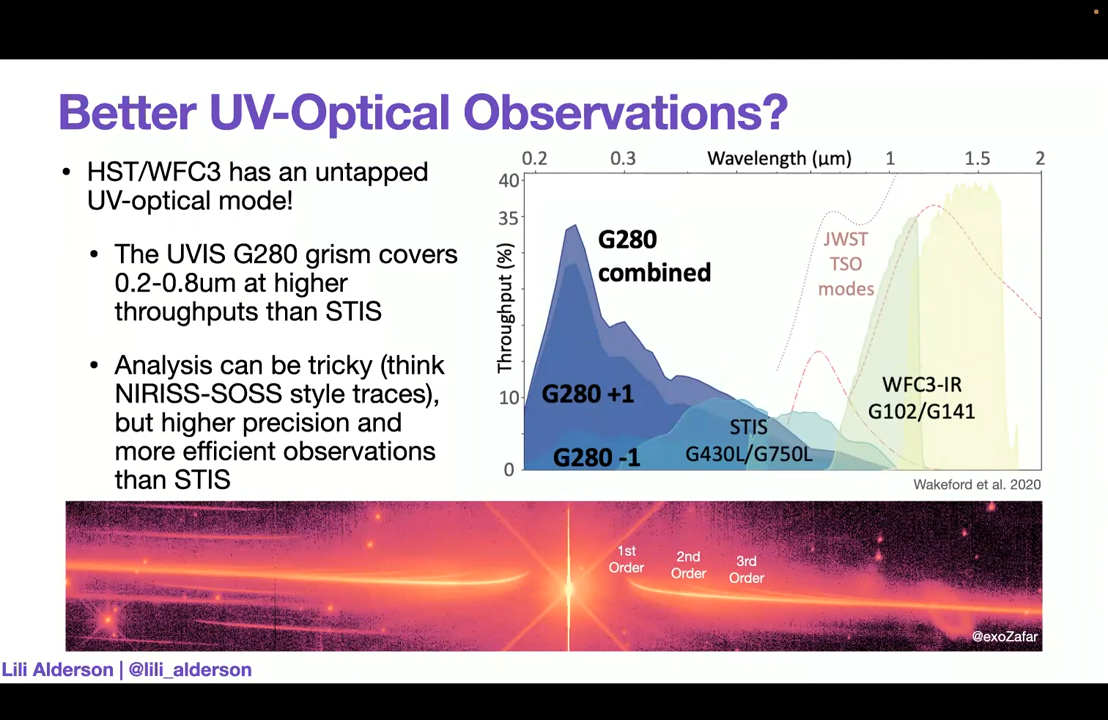 Better UV-Optical Observations?
• HST/WFC3 has an untapped
UV-optical mode!
• The UVIS G280 grism covers
0.2-0.8um at higher
throughputs than STIS
• Analysis can be tricky (think
NIRISS-SOSS style traces),
but higher precision and
more efficient observations
than STIS
0.2 0.3 Wavelength (µm) 1 1.5 2
40
35
10
0
Throughput (%)
G280
combined
JWST
TSO
modes
G280 +1
WFC3-IR
G102/G141
STIS
G430L/G750L
G280 -1
Wakeford et al. 2020
1st
Order
2nd
Order
3rd
Order
@exoZafar
Lili Alderson | @lili_alderson